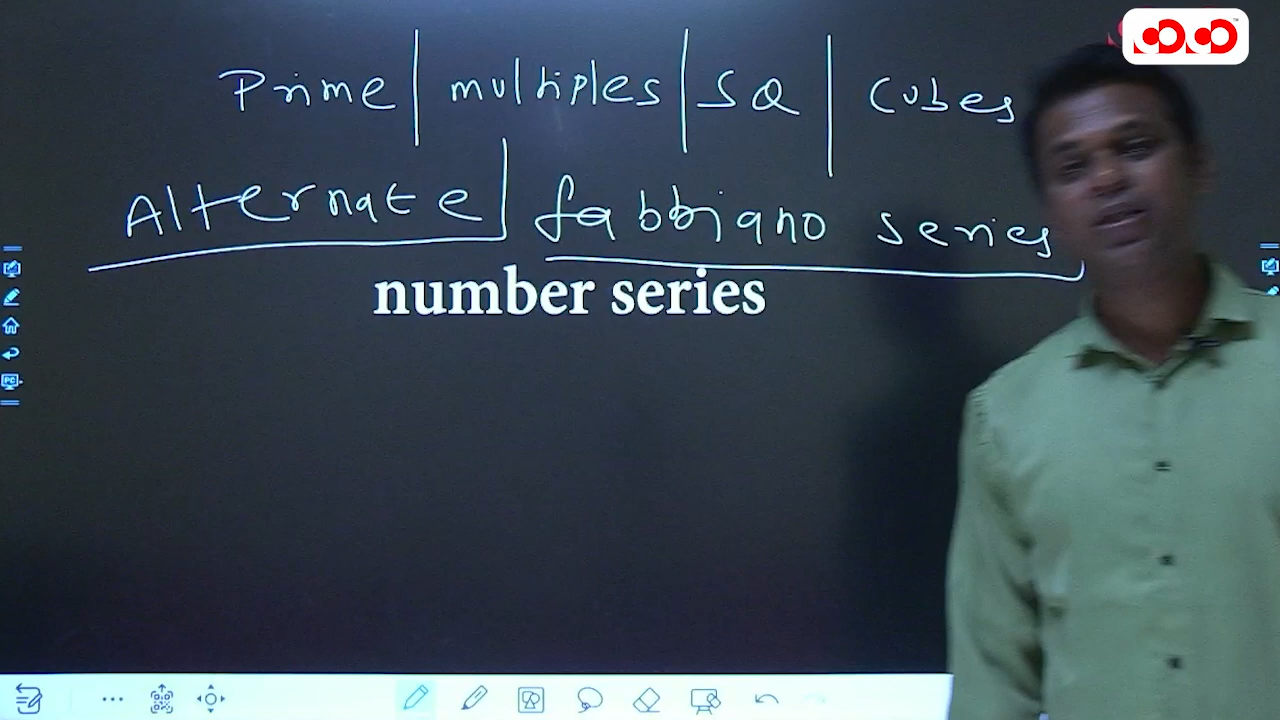 Prime | multiples | SQ | cubes
Alternate | fabbiano series
number series